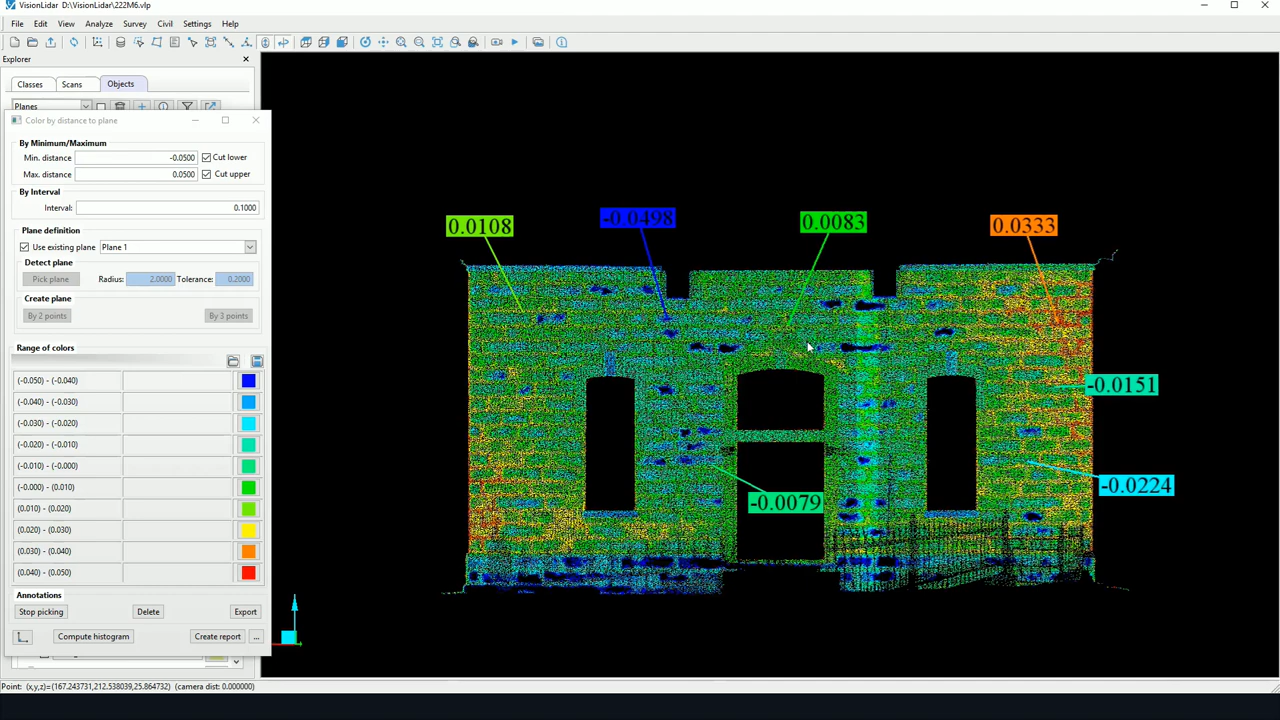 VisionLidar D:\VisionLidar\222M6.vlp
File Edit View Analyze Survey Civil Settings Help
Explorer
Classes Scans Objects
Planes
Color by distance to plane
By Minimum/Maximum
Min. distance -0.0500 Cut lower
Max. distance 0.0500 Cut upper
By Interval
Interval: 0.1000
Plane definition
Use existing plane Plane 1
Detect plane
Pick plane Radius: 2.0000 Tolerance: 0.2000
Create plane
By 2 points By 3 points
Range of colors
(-0.050) - (-0.040)
(-0.040) - (-0.030)
(-0.030) - (-0.020)
(-0.020) - (-0.010)
(-0.010) - (-0.000)
(-0.000) - (0.010)
(0.010) - (0.020)
(0.020) - (0.030)
(0.030) - (0.040)
(0.040) - (0.050)
Annotations
Stop picking Delete Export
Compute histogram Create report ...
0.0108 -0.0498 0.0083 0.0333
-0.0151
-0.0224
-0.0079
Point: (x,y,z)=(167.243731,212.538039,25.864732) (camera dist: 0.000000)